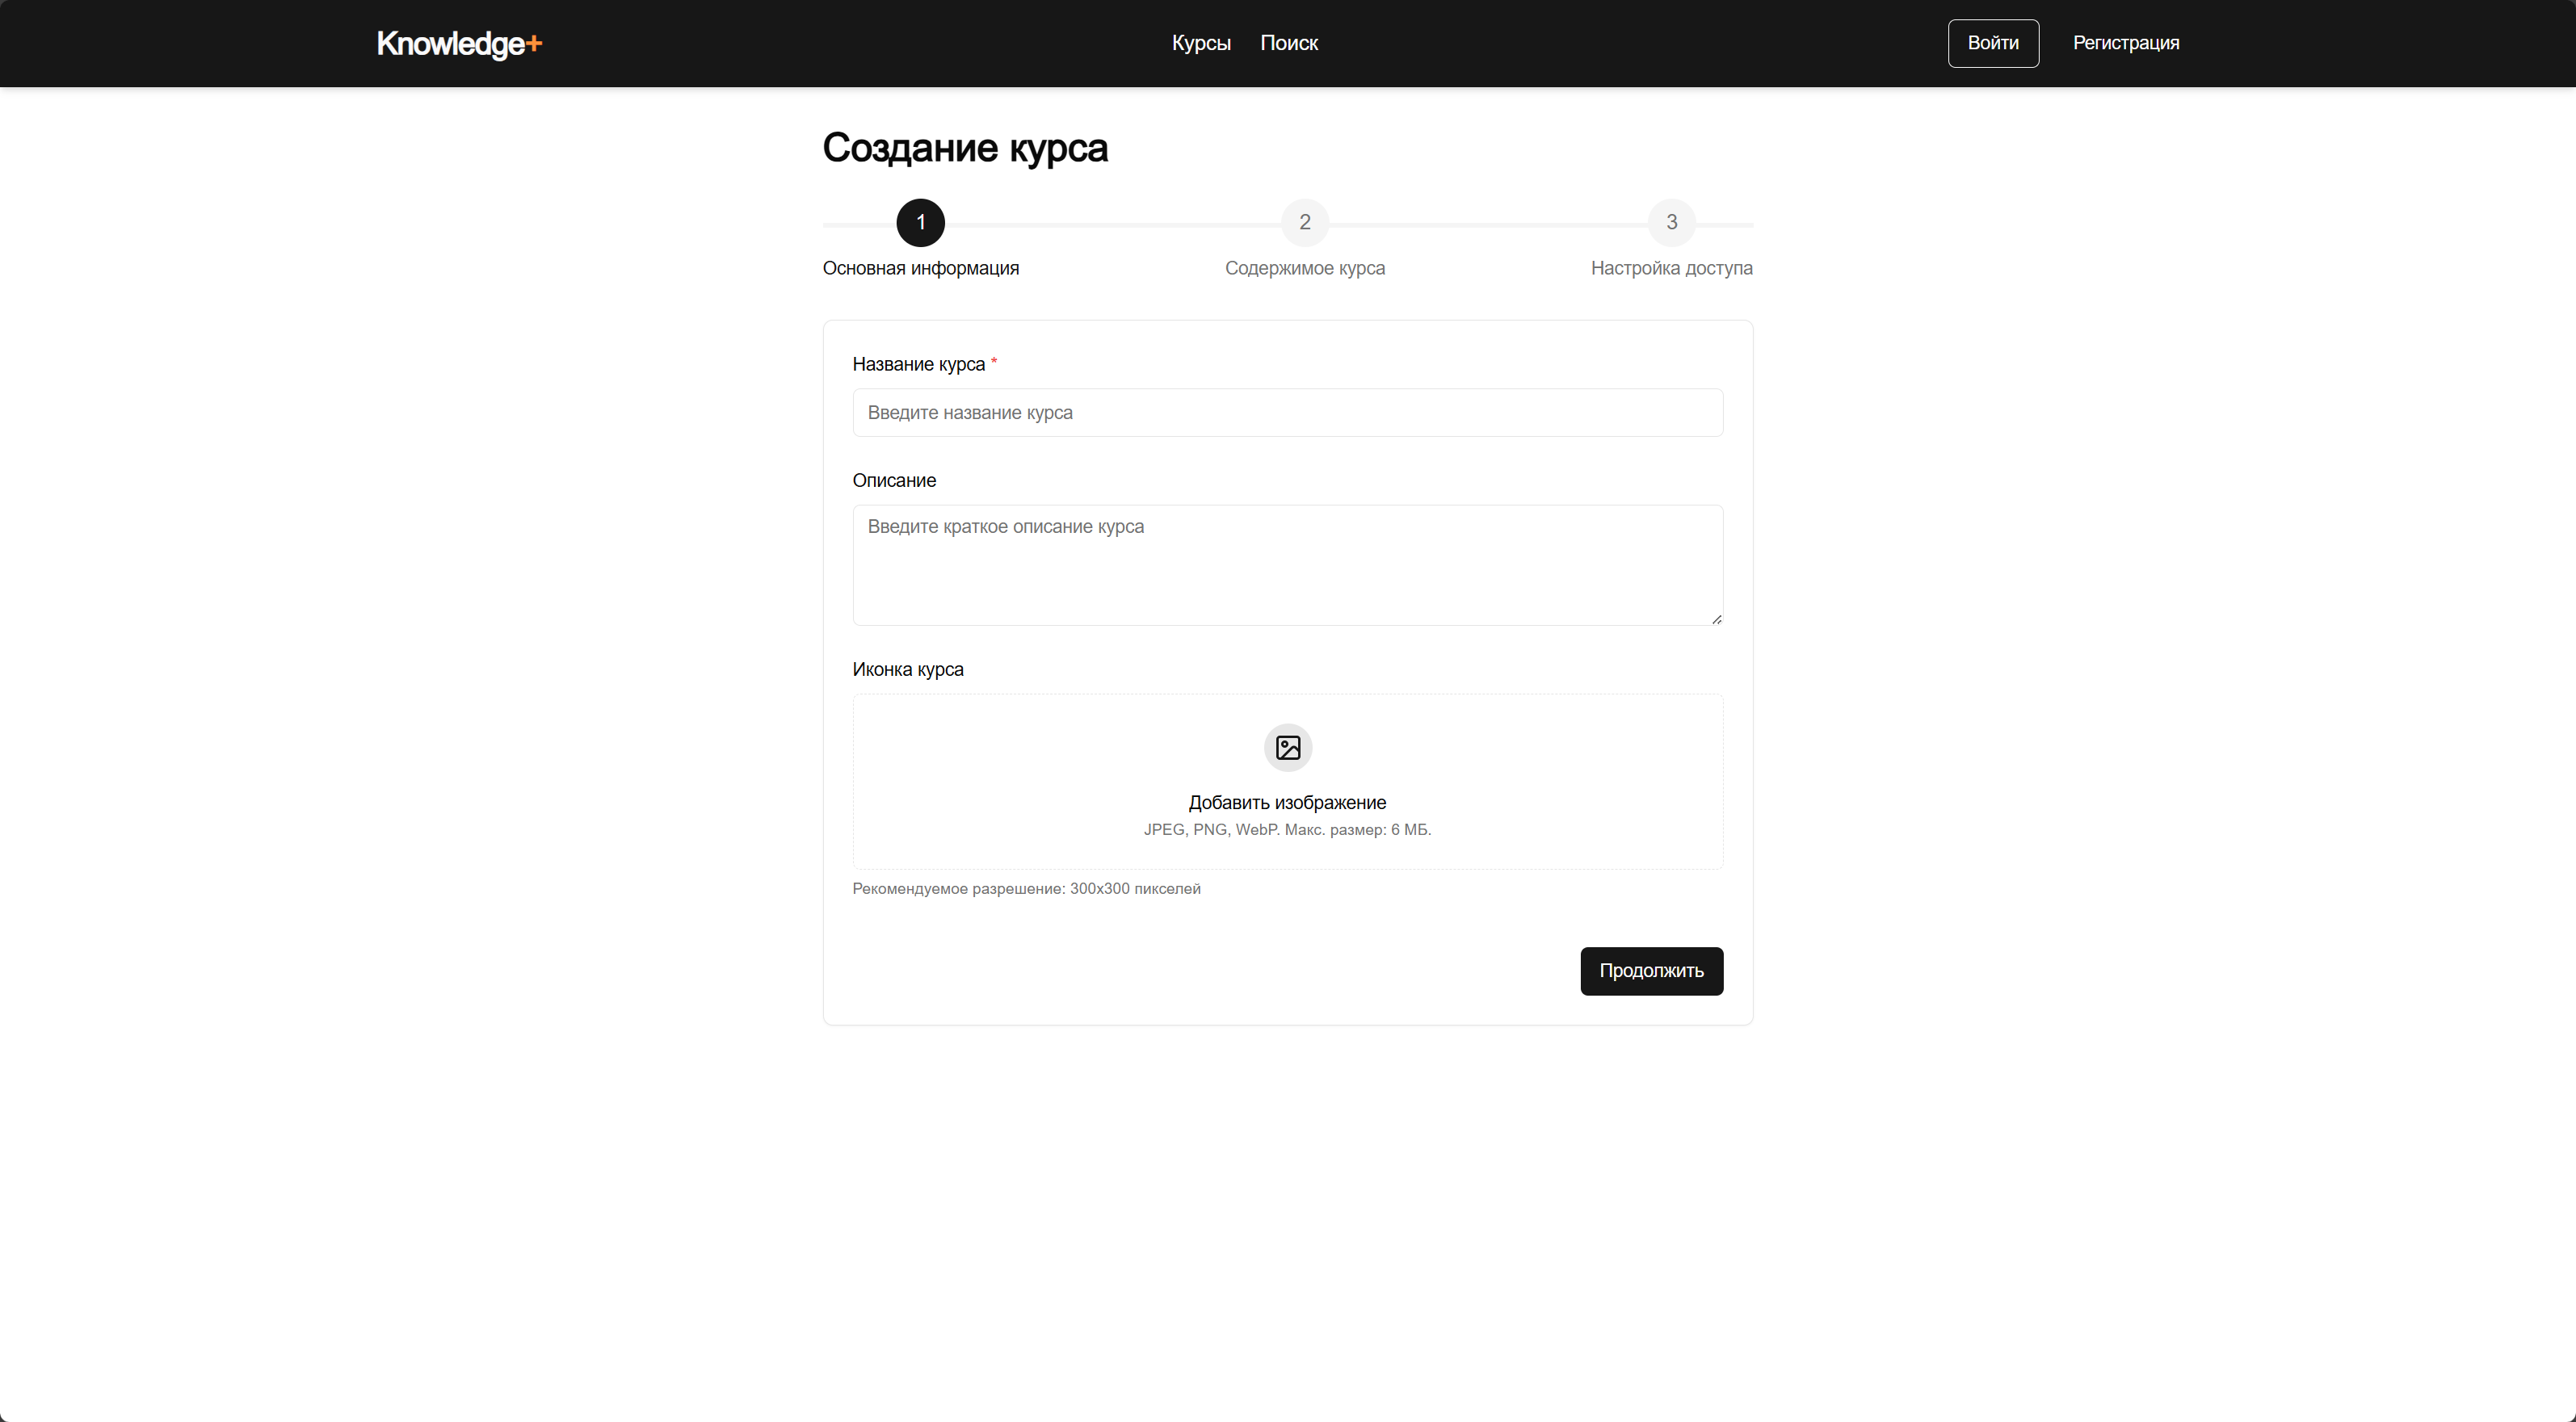 Knowledge+
Курсы Поиск
Войти Регистрация
Создание курса
1 2 3
Основная информация Содержимое курса Настройка доступа
Название курса *
Введите название курса
Описание
Введите краткое описание курса
Иконка курса
Добавить изображение
JPEG, PNG, WebP. Макс. размер: 6 МБ.
Рекомендуемое разрешение: 300x300 пикселей
Продолжить